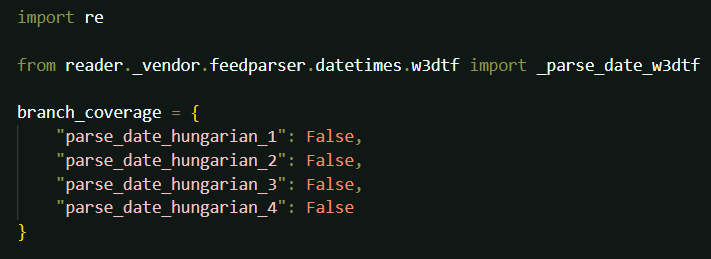 import re
from reader._vendor.feedparser.datetimes.w3dtf import _parse_date_w3dtf
branch_coverage = {
    "parse_date_hungarian_1": False,
    "parse_date_hungarian_2": False,
    "parse_date_hungarian_3": False,
    "parse_date_hungarian_4": False
}